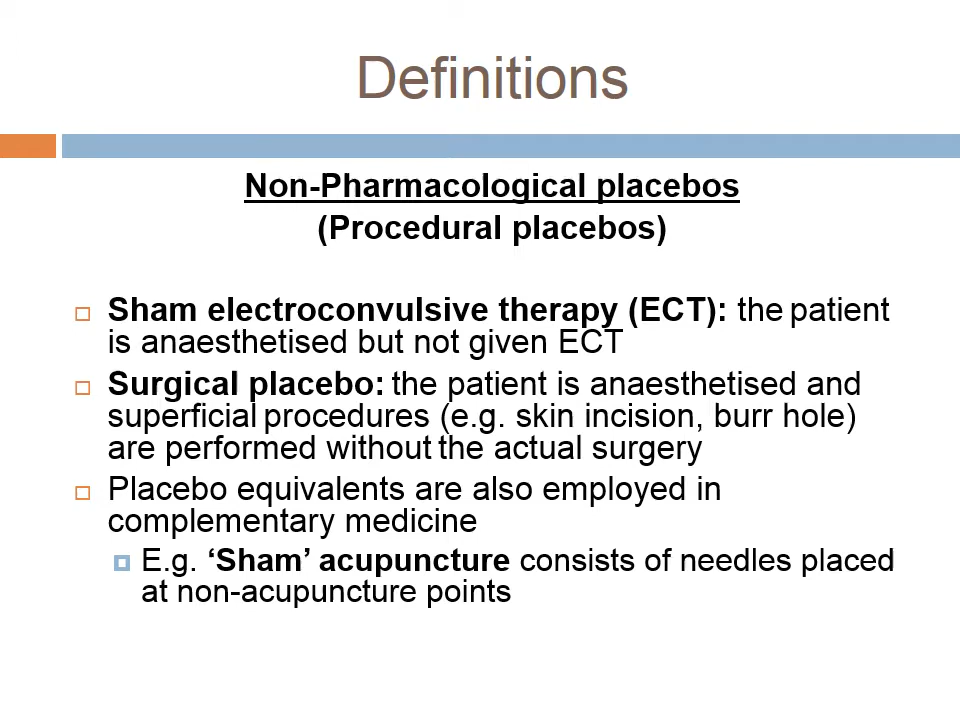 Definitions
Non-Pharmacological placebos
(Procedural placebos)
Sham electroconvulsive therapy (ECT): the patient
is anaesthetised but not given ECT
Surgical placebo: the patient is anaesthetised and
superficial procedures (e.g. skin incision, burr hole)
are performed without the actual surgery
Placebo equivalents are also employed in
complementary medicine
E.g. ‘Sham’ acupuncture consists of needles placed
at non-acupuncture points